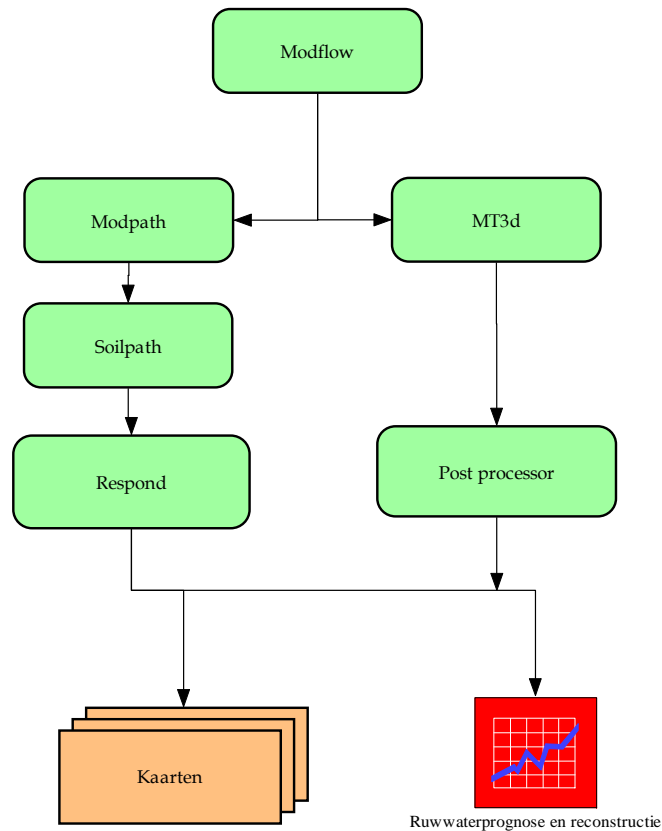 Modflow
Modpath
MT3d
Soilpath
Respond
Post processor
Kaarten
Ruwwaterprognose en reconstructie